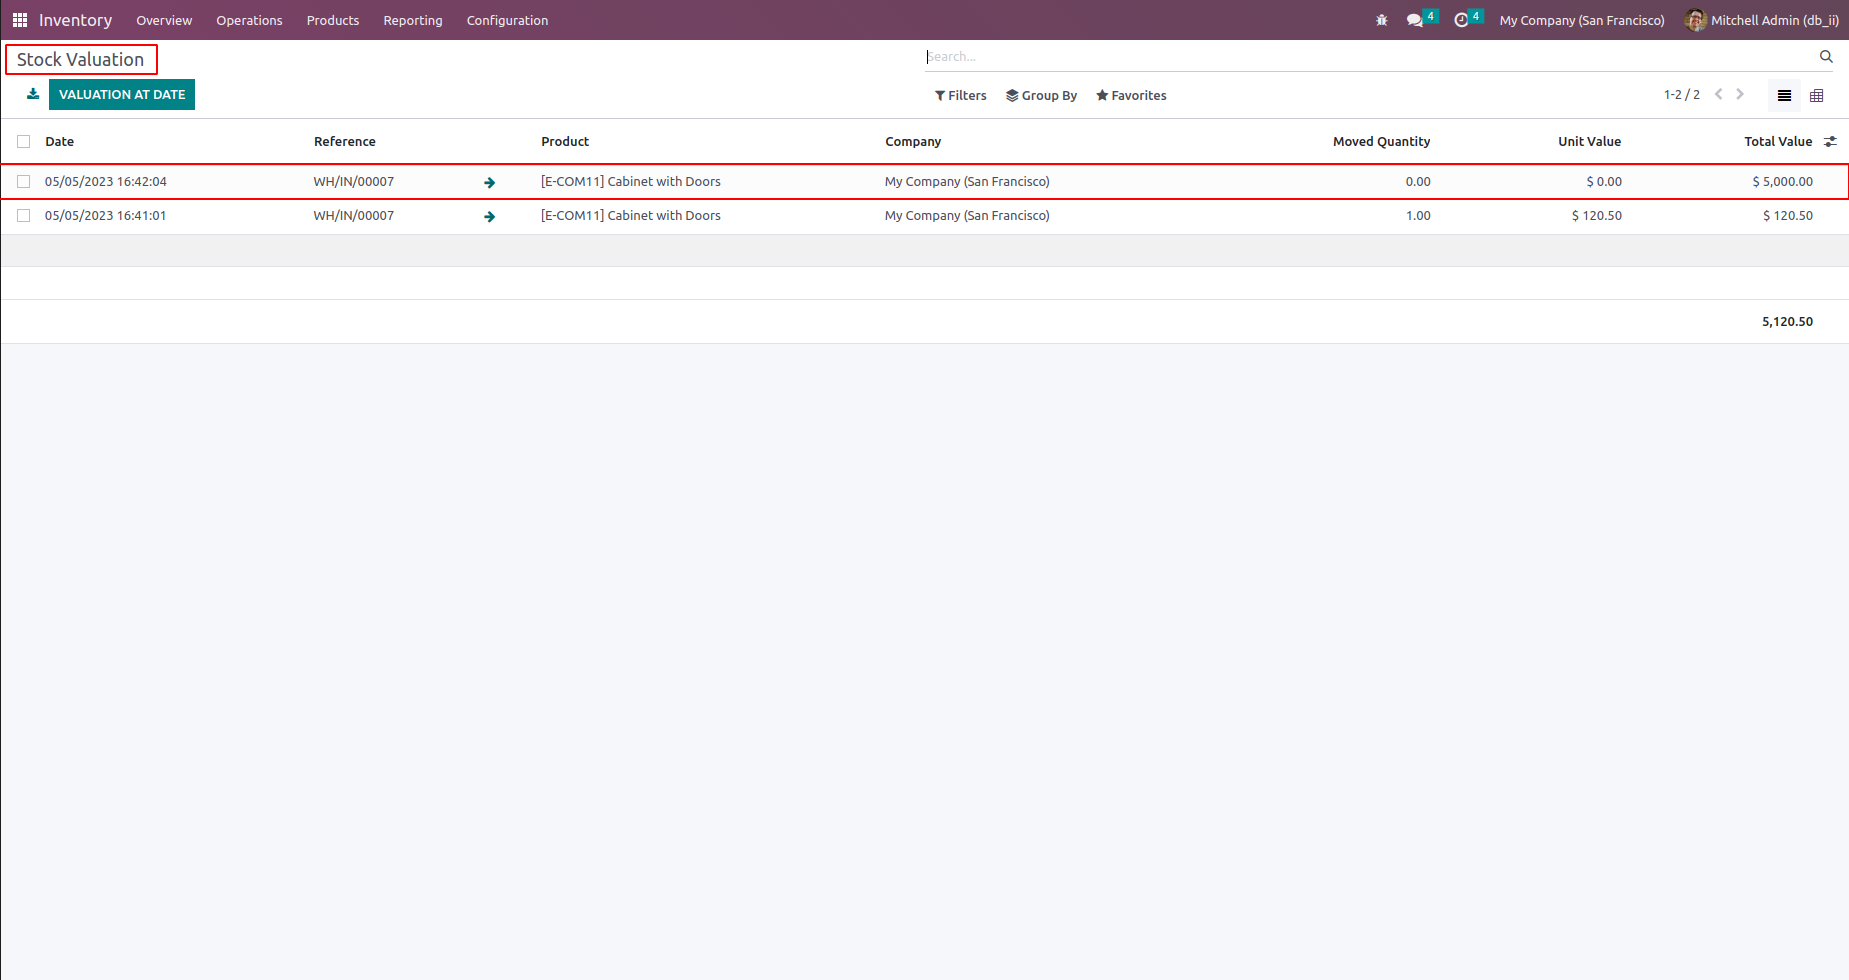 Inventory Overview Operations Products Reporting Configuration 4 4 My Company (San Francisco) Mitchell Admin (db_ii)
Stock Valuation Search...
VALUATION AT DATE Filters Group By Favorites 1-2 / 2
Date Reference Product Company Moved Quantity Unit Value Total Value
05/05/2023 16:42:04 WH/IN/00007 [E-COM11] Cabinet with Doors My Company (San Francisco) 0.00 $ 0.00 $ 5,000.00
05/05/2023 16:41:01 WH/IN/00007 [E-COM11] Cabinet with Doors My Company (San Francisco) 1.00 $ 120.50 $ 120.50
5,120.50